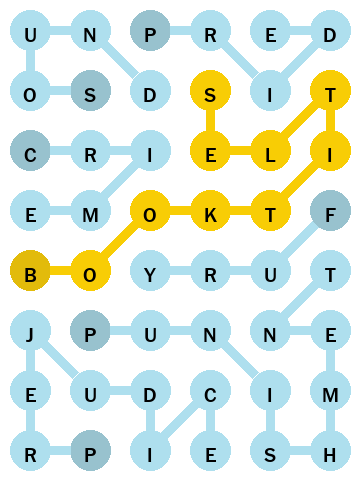 U N P R E D
O S D S I T
C R I E L I
E M O K T F
B O Y R U T
J P U N N E
E U D C I M
R P I E S H